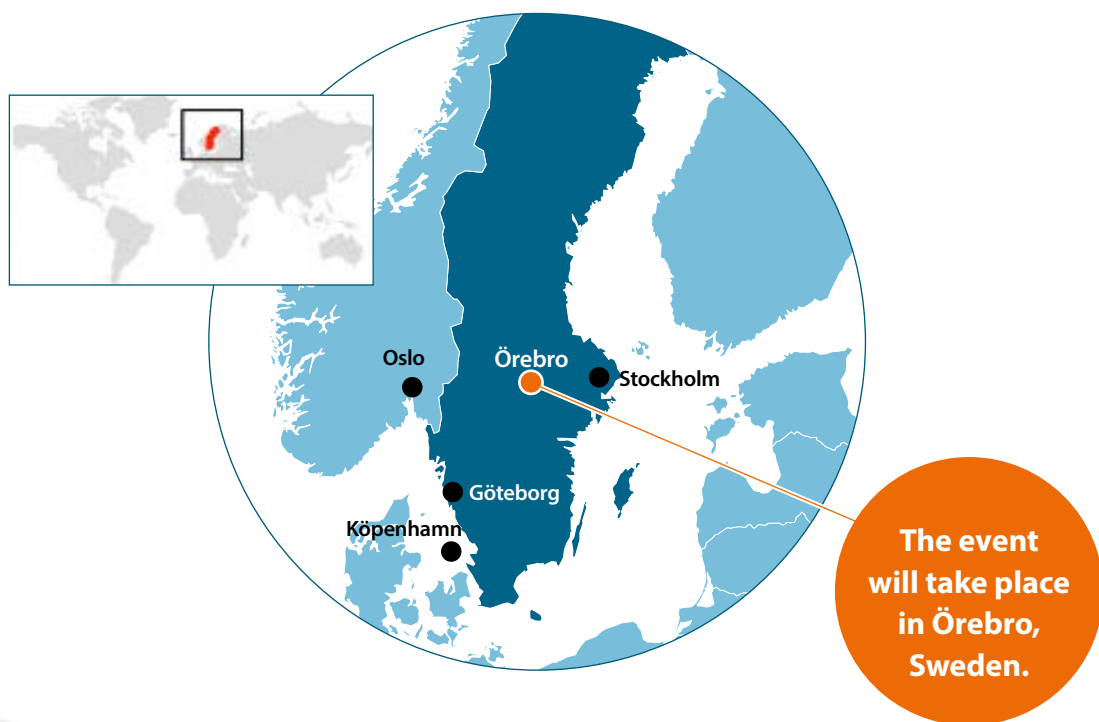 Oslo
Örebro
Stockholm
Göteborg
Köpenhamn
The event
will take place
in Örebro,
Sweden.